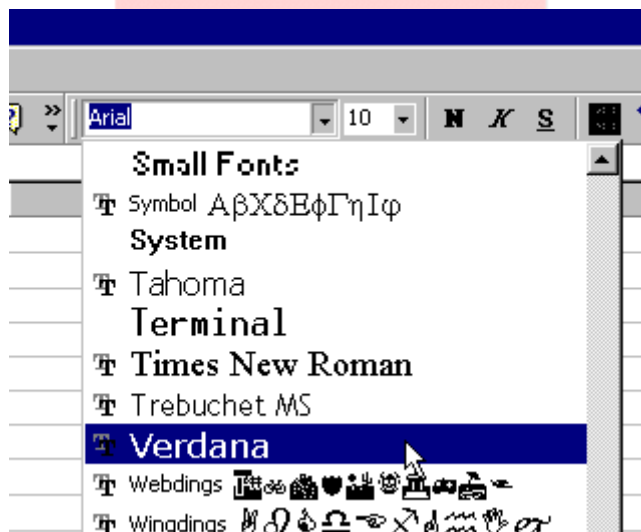 Arial 10 N K S
Small Fonts
Symbol ΑβΧδΕφΓηΙφ
System
Tahoma
Terminal
Times New Roman
Trebuchet MS
Verdana
Webdings
Wingdings